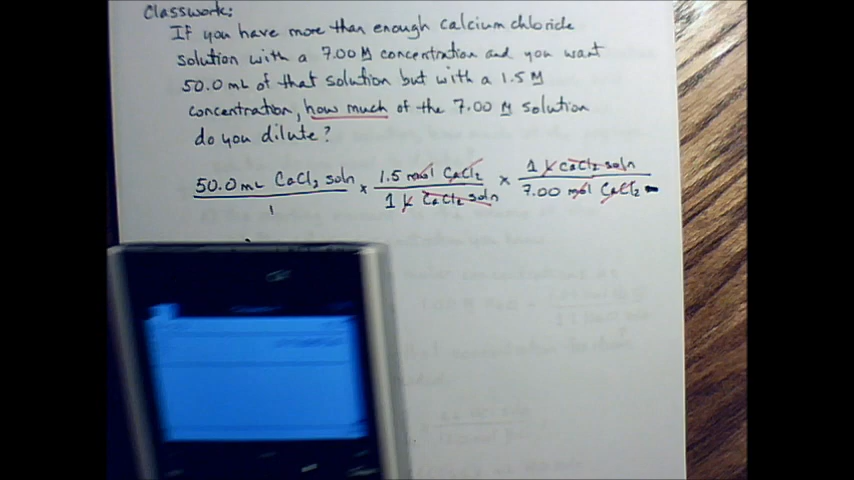 Classwork:
If you have more than enough calcium chloride
solution with a 7.00 M concentration and you want
50.0 mL of that solution but with a 1.5 M
concentration, how much of the 7.00 M solution
do you dilute?
50.0 mL CaCl2 soln × 1.5 mol CaCl2 × 1 L CaCl2 soln
1 1 L CaCl2 soln 7.00 mol CaCl2